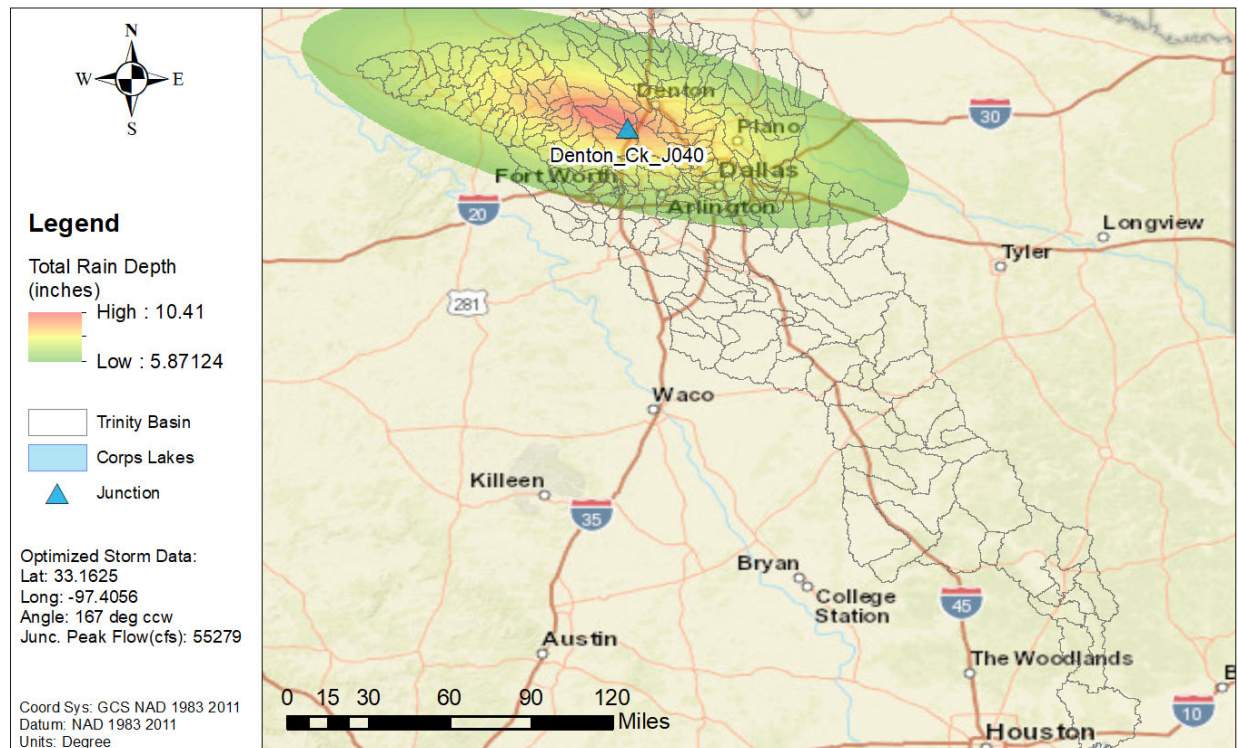 N
W E
S
Legend
Total Rain Depth
(inches)
High : 10.41
Low : 5.87124
Trinity Basin
Corps Lakes
Junction
Optimized Storm Data:
Lat: 33.1625
Long: -97.4056
Angle: 167 deg ccw
Junc. Peak Flow(cfs): 55279
Coord Sys: GCS NAD 1983 2011
Datum: NAD 1983 2011
Units: Degree
Denton
30
Plano
Denton_Ck_J040
Dallas
Fort Worth
Arlington
20
Longview
Tyler
281
Waco
Killeen
35
Bryan
College
Station
45
Austin
The Woodlands
B
10
Houston
0 15 30 60 90 120
Miles